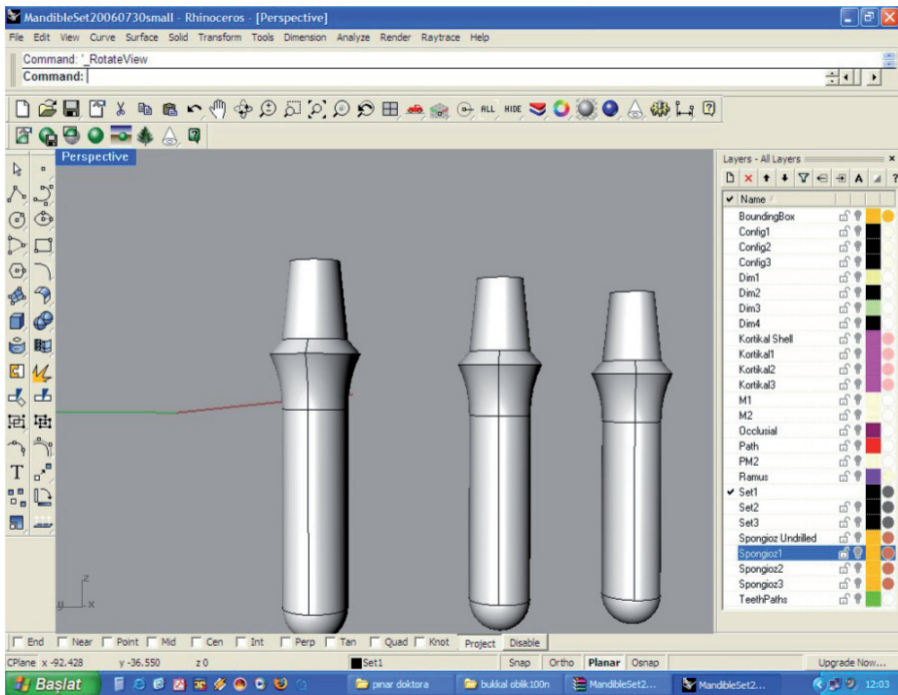 MandibleSet20060730small - Rhinoceros - [Perspective]
File Edit View Curve Surface Solid Transform Tools Dimension Analyze Render Raytrace Help
Command: '_RotateView
Command:
ALL HIDE
Perspective
Layers - All Layers
Name
BoundingBox
Config1
Config2
Config3
Dim1
Dim2
Dim3
Dim4
Kortikal Shell
Kortikal1
Kortikal2
Kortikal3
M1
M2
Occlusial
Path
PM2
Ramus
Set1
Set2
Set3
Spongioz Undrilled
Spongioz1
Spongioz2
Spongioz3
TeethPaths
z
y x
End Near Point Mid Cen Int Perp Tan Quad Knot Project Disable
CPlane x -92.428 y -36.550 z 0 Set1 Snap Ortho Planar Osnap Upgrade Now...
Başlat pınar doktora bukkal oblik100n MandibleSet2... MandibleSet2... 12:03